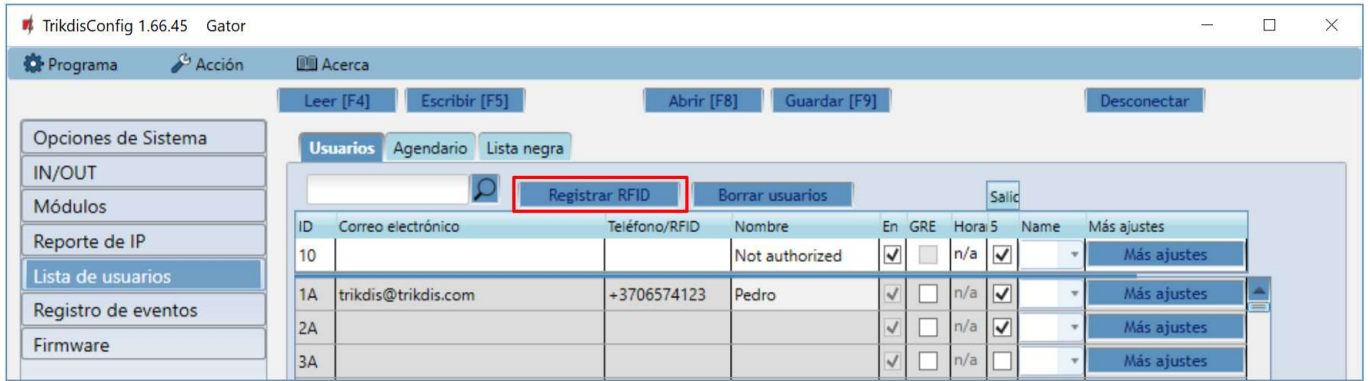 TrikdisConfig 1.66.45 Gator
Programa Acción Acerca
Leer [F4] Escribir [F5] Abrir [F8] Guardar [F9] Desconectar
Opciones de Sistema
IN/OUT
Módulos
Reporte de IP
Lista de usuarios
Registro de eventos
Firmware
Usuarios Agendario Lista negra
Registrar RFID Borrar usuarios Salic
ID Correo electrónico Teléfono/RFID Nombre En GRE Horai 5 Name Más ajustes
10 Not authorized n/a Más ajustes
1A trikdis@trikdis.com +3706574123 Pedro n/a Más ajustes
2A n/a Más ajustes
3A n/a Más ajustes